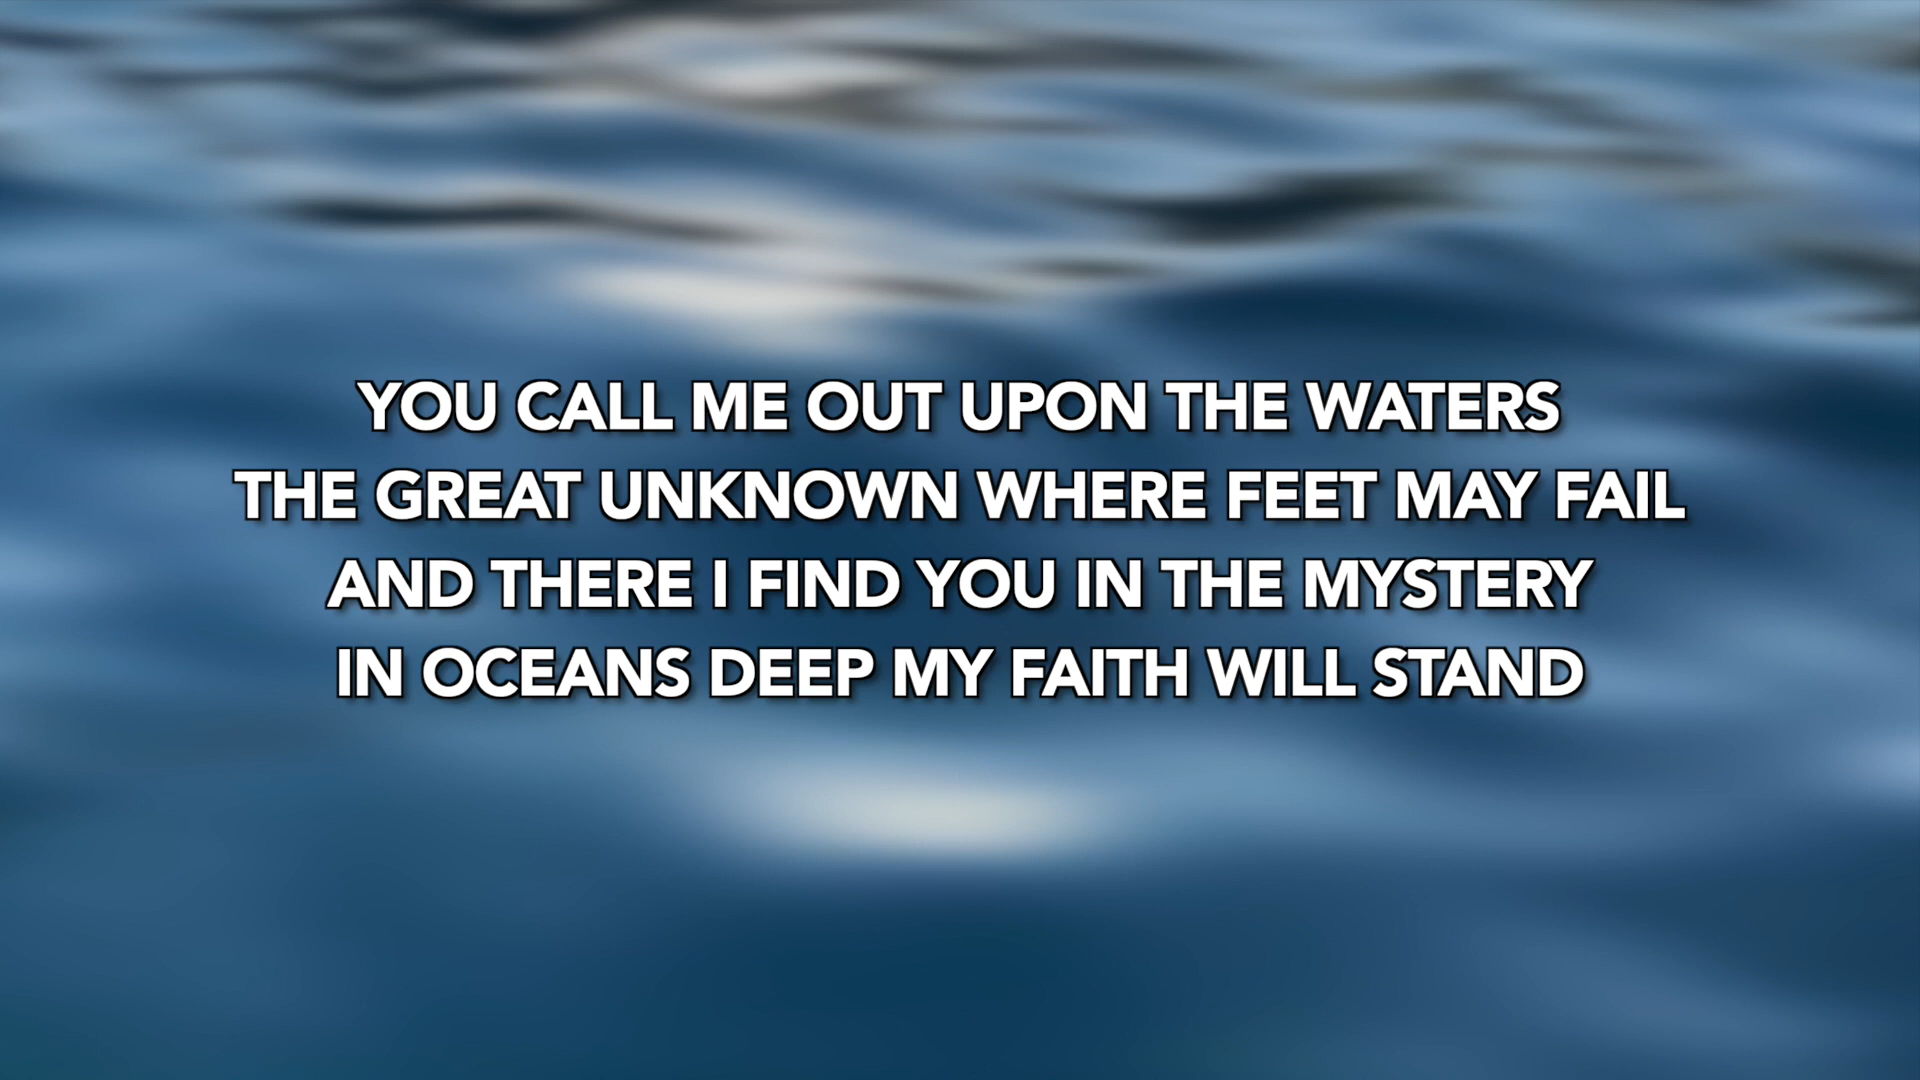 YOU CALL ME OUT UPON THE WATERS
THE GREAT UNKNOWN WHERE FEET MAY FAIL
AND THERE I FIND YOU IN THE MYSTERY
IN OCEANS DEEP MY FAITH WILL STAND